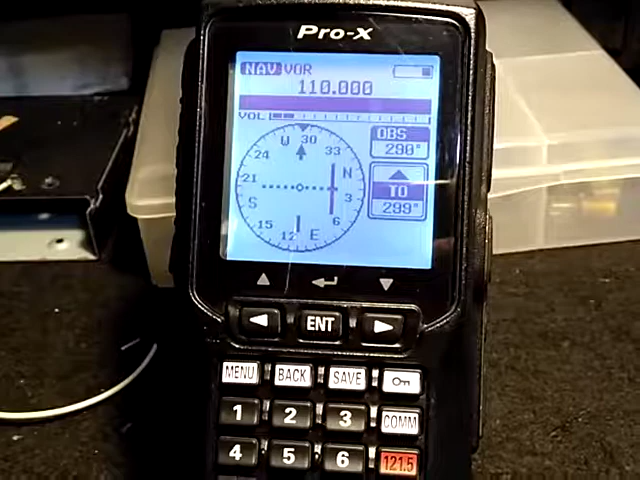 Pro-X
NAV VOR
110.000
VOL
OBS
290°
TO
299°
W 30 33 N 3 6 E 12 15 S 21 24
ENT
MENU BACK SAVE
1 2 3 COMM
4 5 6 121.5